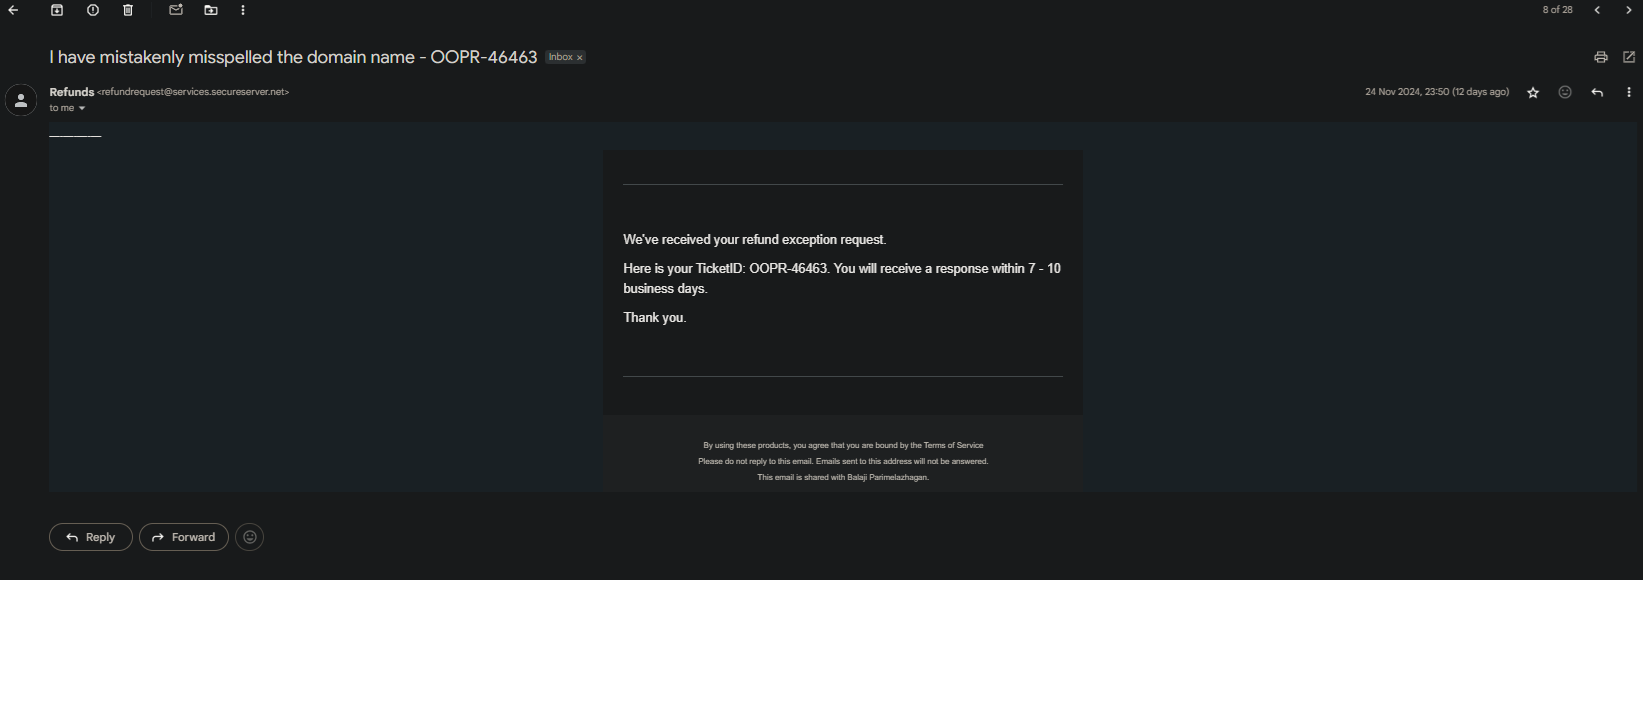 8 of 28
I have mistakenly misspelled the domain name - OOPR-46463 Inbox x
Refunds <refundrequest@services.secureserver.net> 24 Nov 2024, 23:50 (12 days ago)
to me
We've received your refund exception request.
Here is your TicketID: OOPR-46463. You will receive a response within 7 - 10
business days.
Thank you.
By using these products, you agree that you are bound by the Terms of Service
Please do not reply to this email. Emails sent to this address will not be answered.
This email is shared with Balaji Parimelazhagan.
Reply Forward